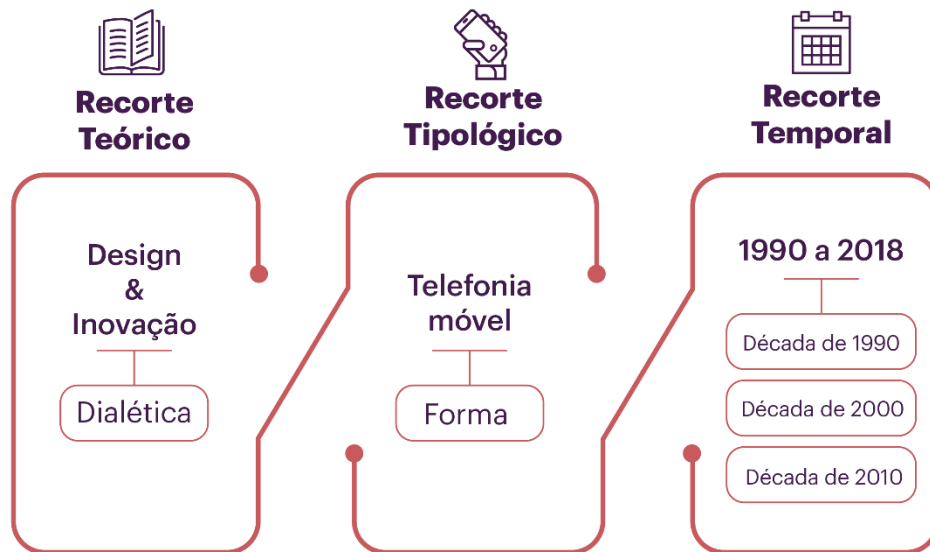 Recorte
Teórico
Design
&
Inovação
Dialética
Recorte
Tipológico
Telefonia
móvel
Forma
Recorte
Temporal
1990 a 2018
Década de 1990
Década de 2000
Década de 2010